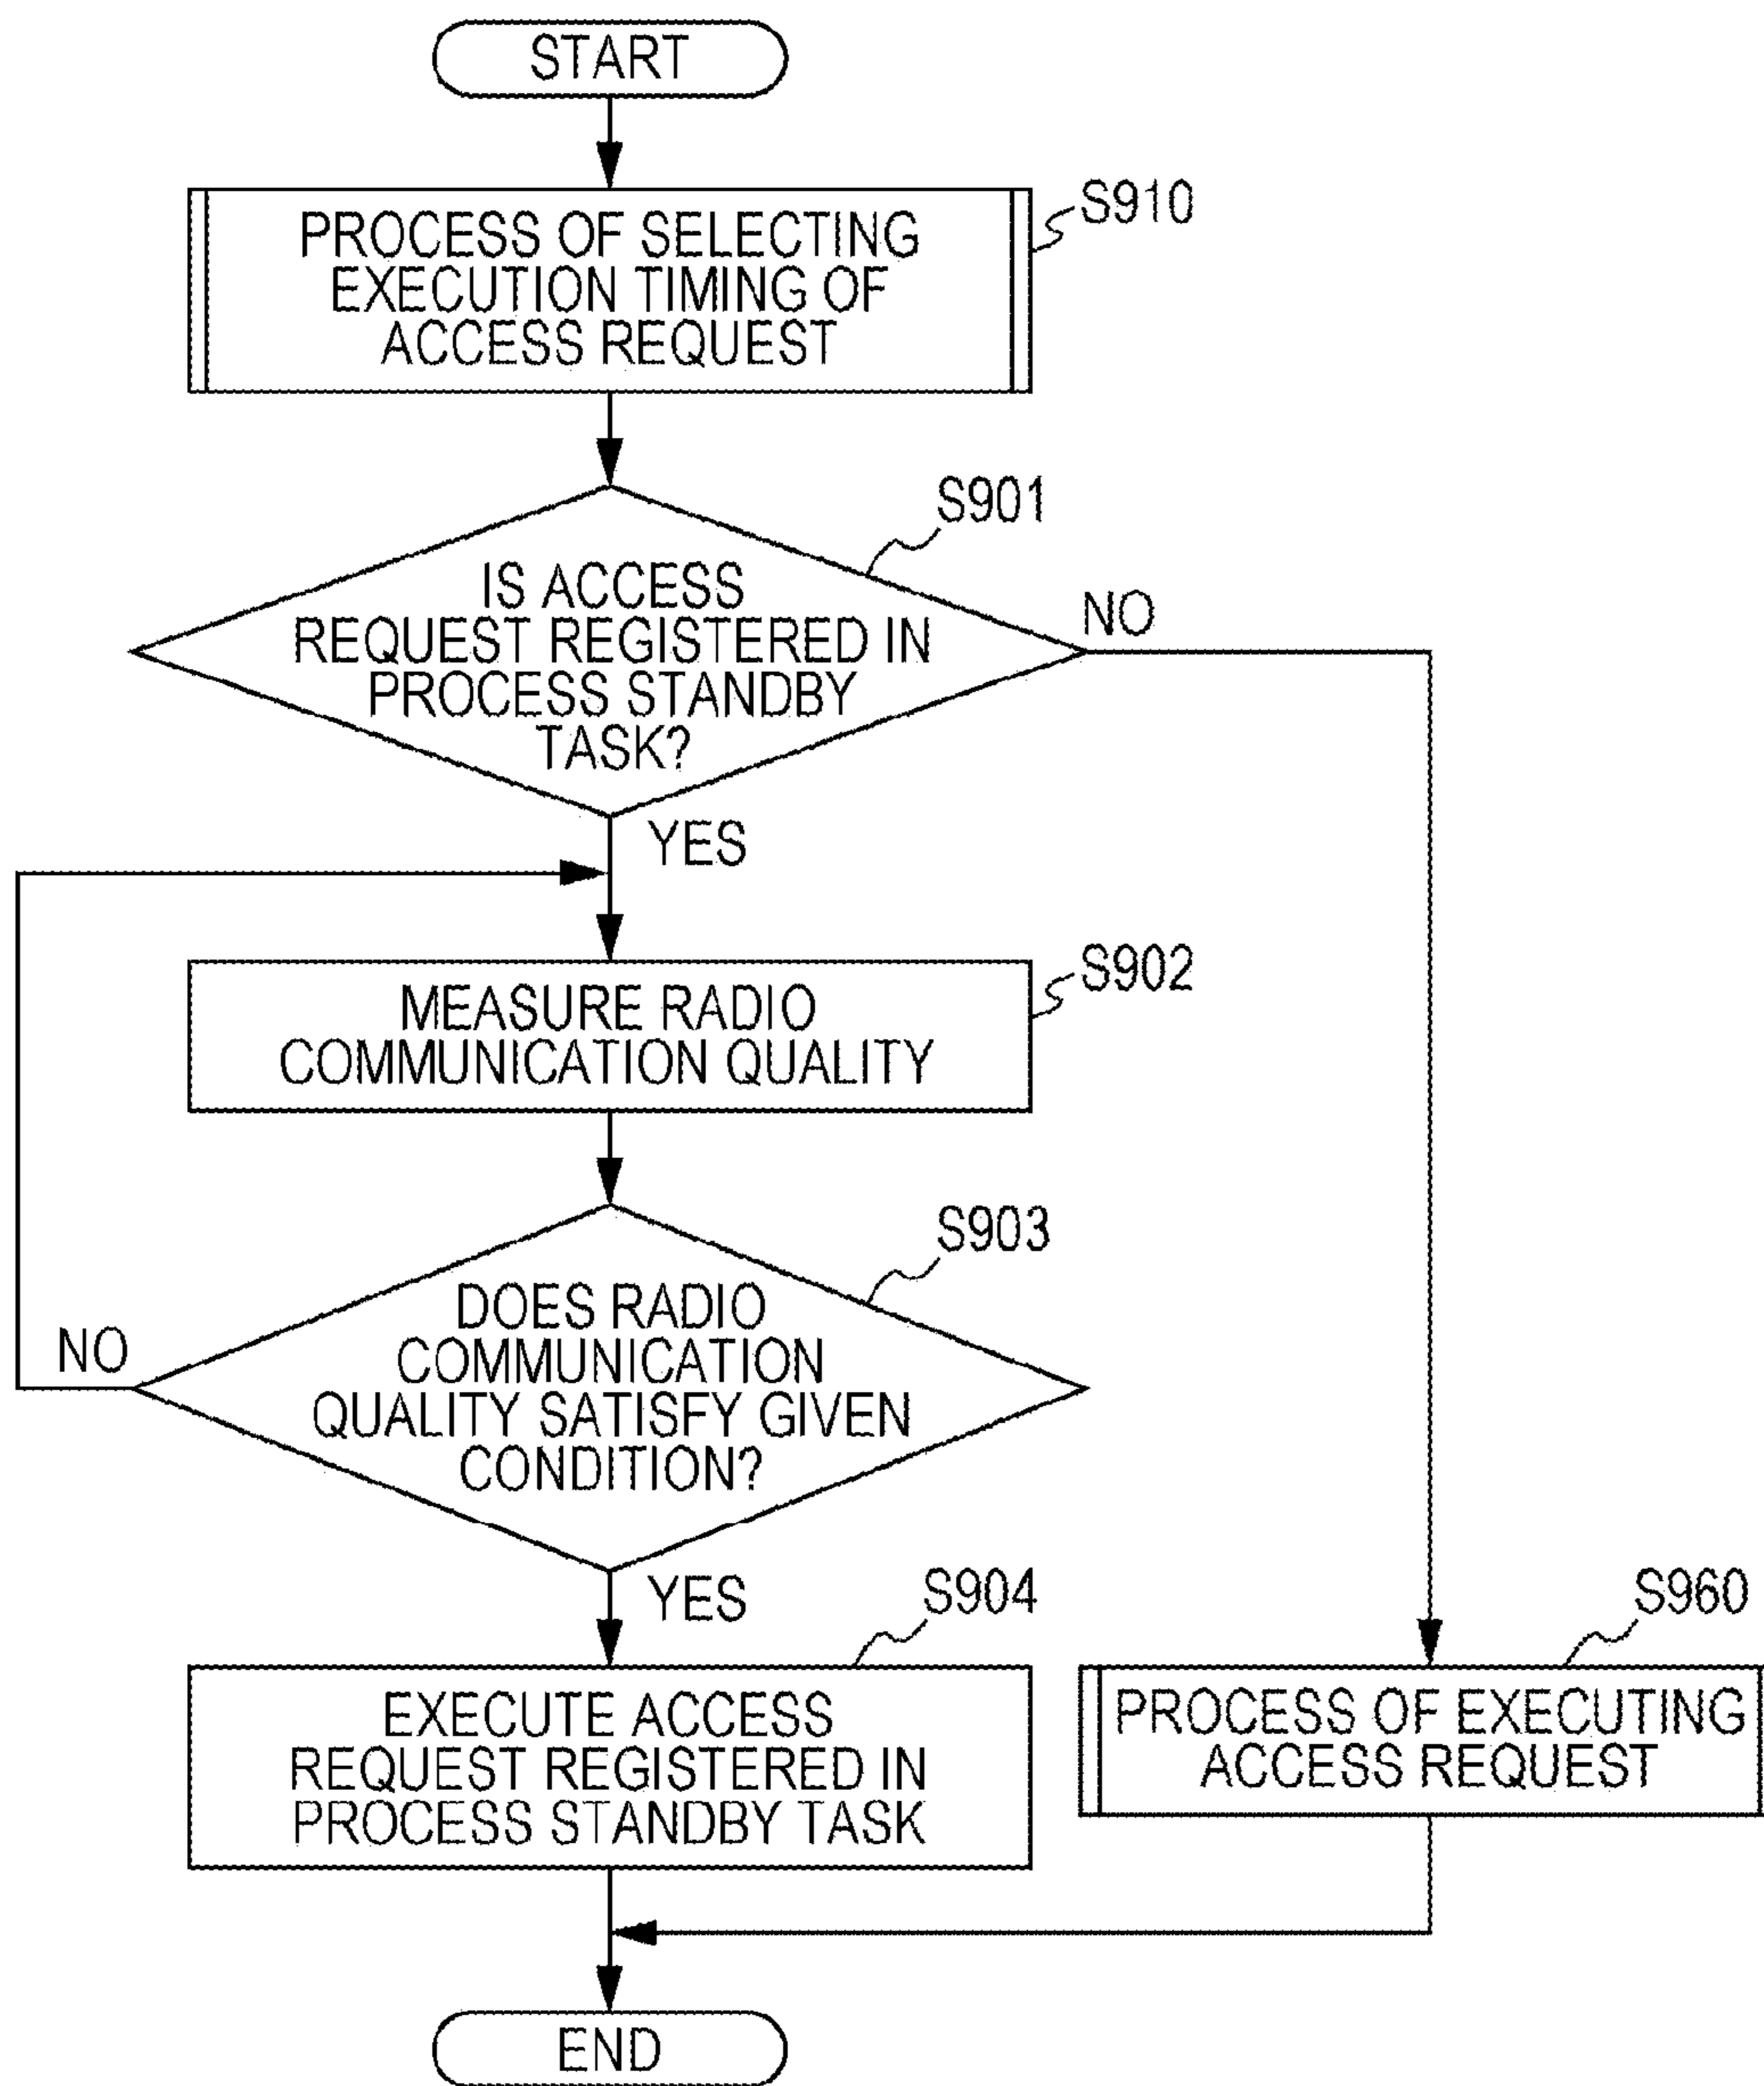 START
PROCESS OF SELECTING
EXECUTION TIMING OF
ACCESS REQUEST
S910
S901
IS ACCESS
REQUEST REGISTERED IN
PROCESS STANDBY
TASK?
NO
YES
S902
MEASURE RADIO
COMMUNICATION QUALITY
S903
DOES RADIO
COMMUNICATION
QUALITY SATISFY GIVEN
CONDITION?
NO
YES
S904
EXECUTE ACCESS
REQUEST REGISTERED IN
PROCESS STANDBY TASK
S960
PROCESS OF EXECUTING
ACCESS REQUEST
END